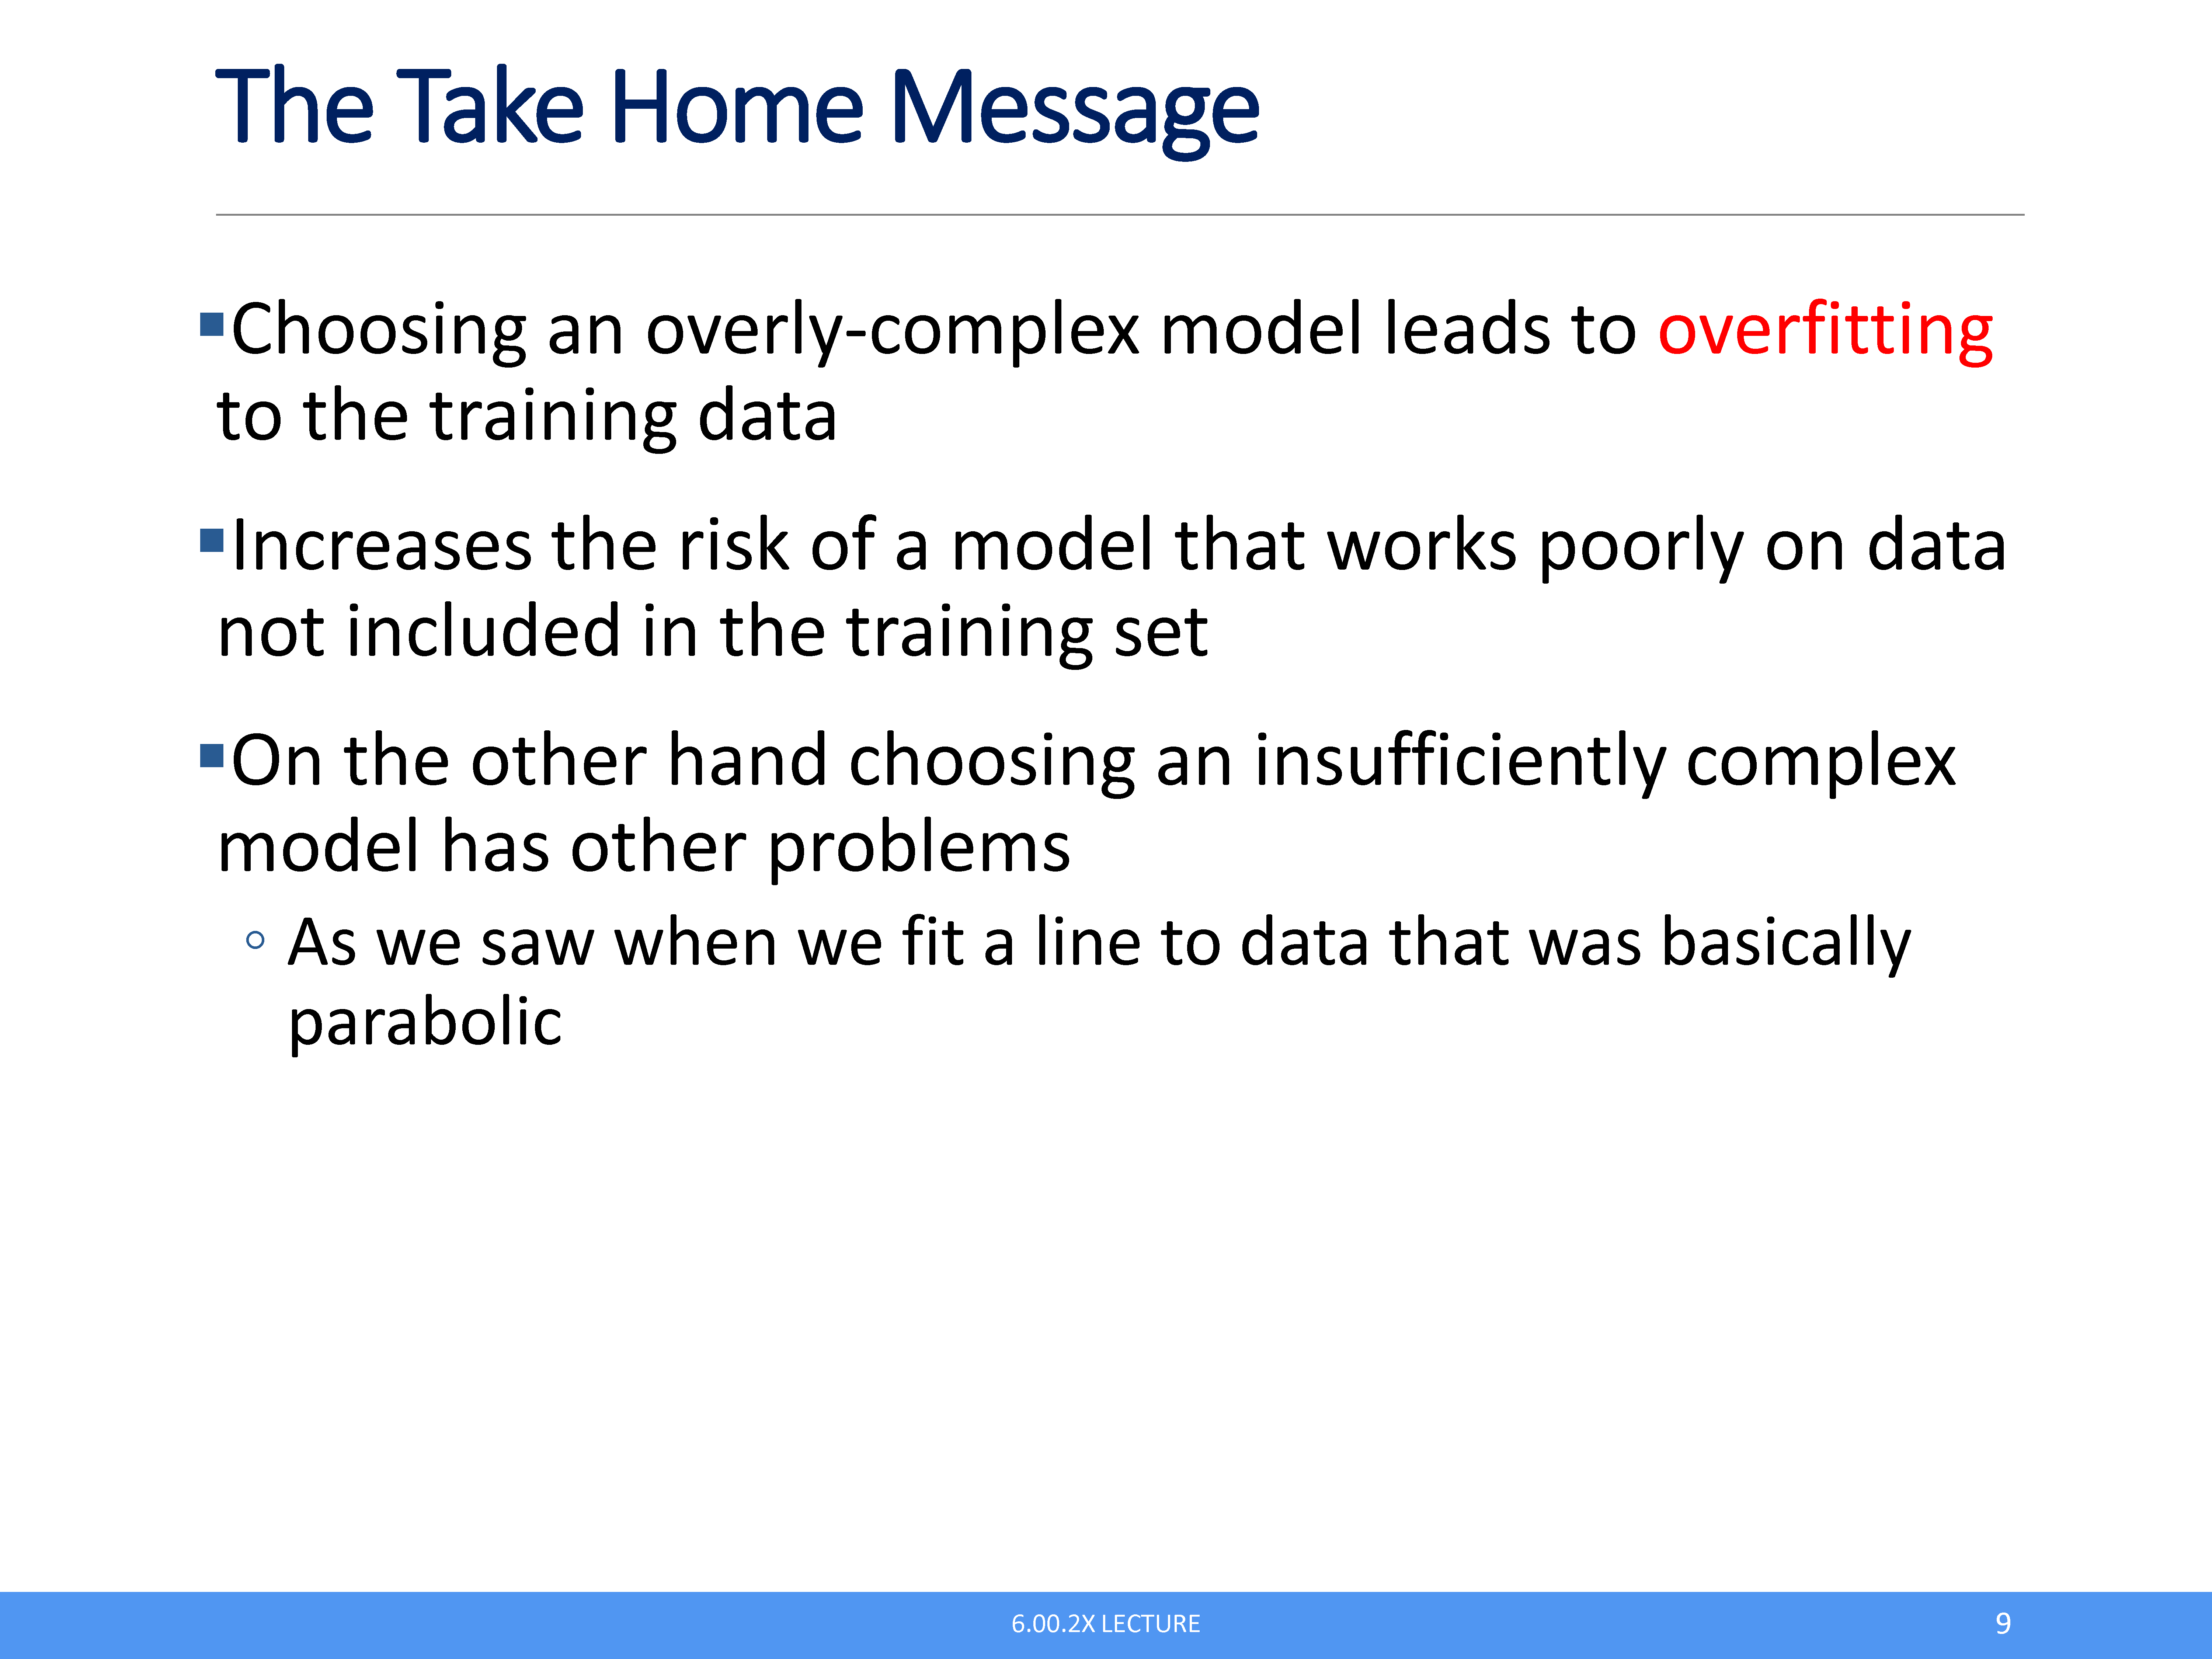 The Take Home Message
▪Choosing an overly-complex model leads to overfitting
to the training data
▪Increases the risk of a model that works poorly on data
not included in the training set
▪On the other hand choosing an insufficiently complex
model has other problems
◦ As we saw when we fit a line to data that was basically
parabolic
6.00.2X LECTURE
9